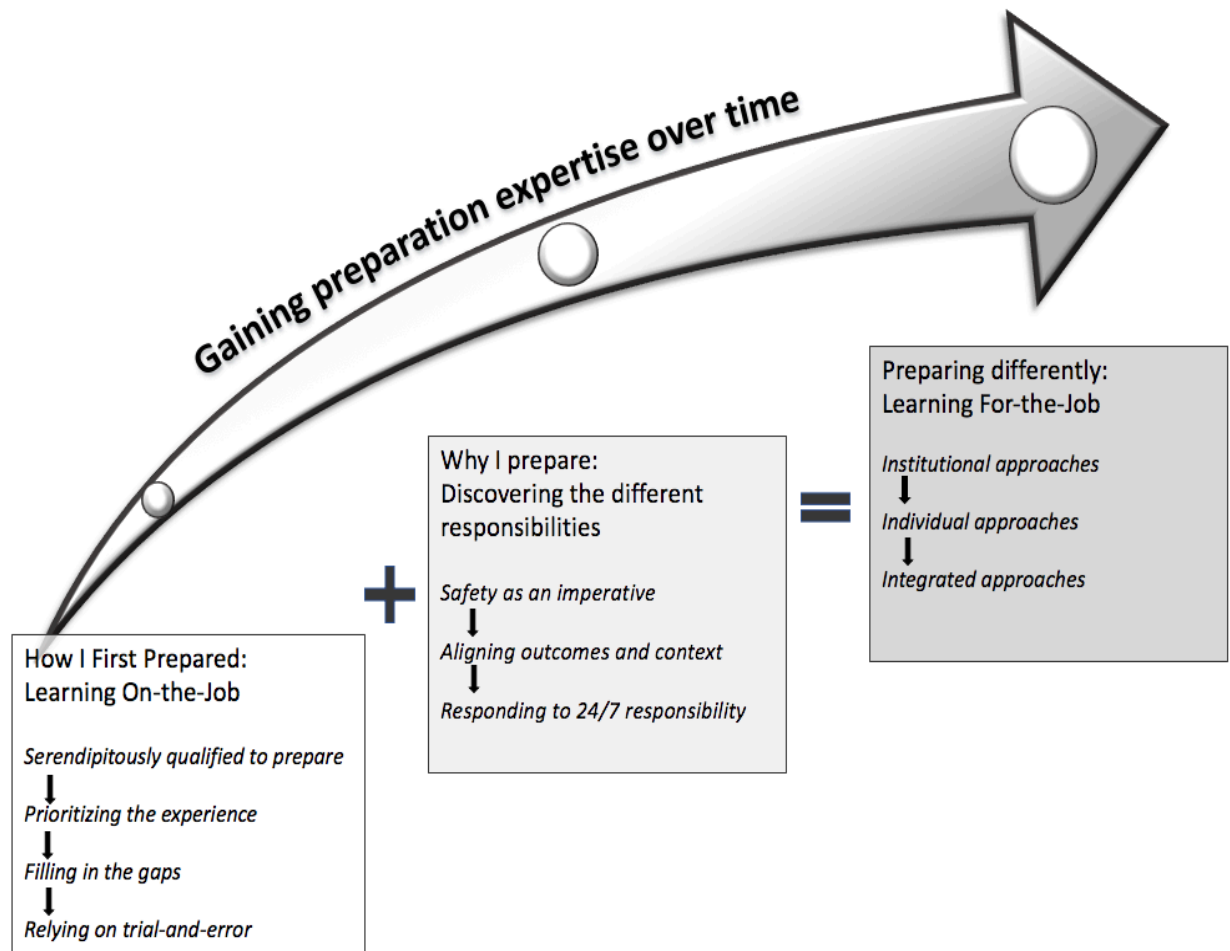 Gaining preparation expertise over time
How I First Prepared:
Learning On-the-Job
Serendipitously qualified to prepare
Prioritizing the experience
Filling in the gaps
Relying on trial-and-error
+
Why I prepare:
Discovering the different
responsibilities
Safety as an imperative
Aligning outcomes and context
Responding to 24/7 responsibility
=
Preparing differently:
Learning For-the-Job
Institutional approaches
Individual approaches
Integrated approaches